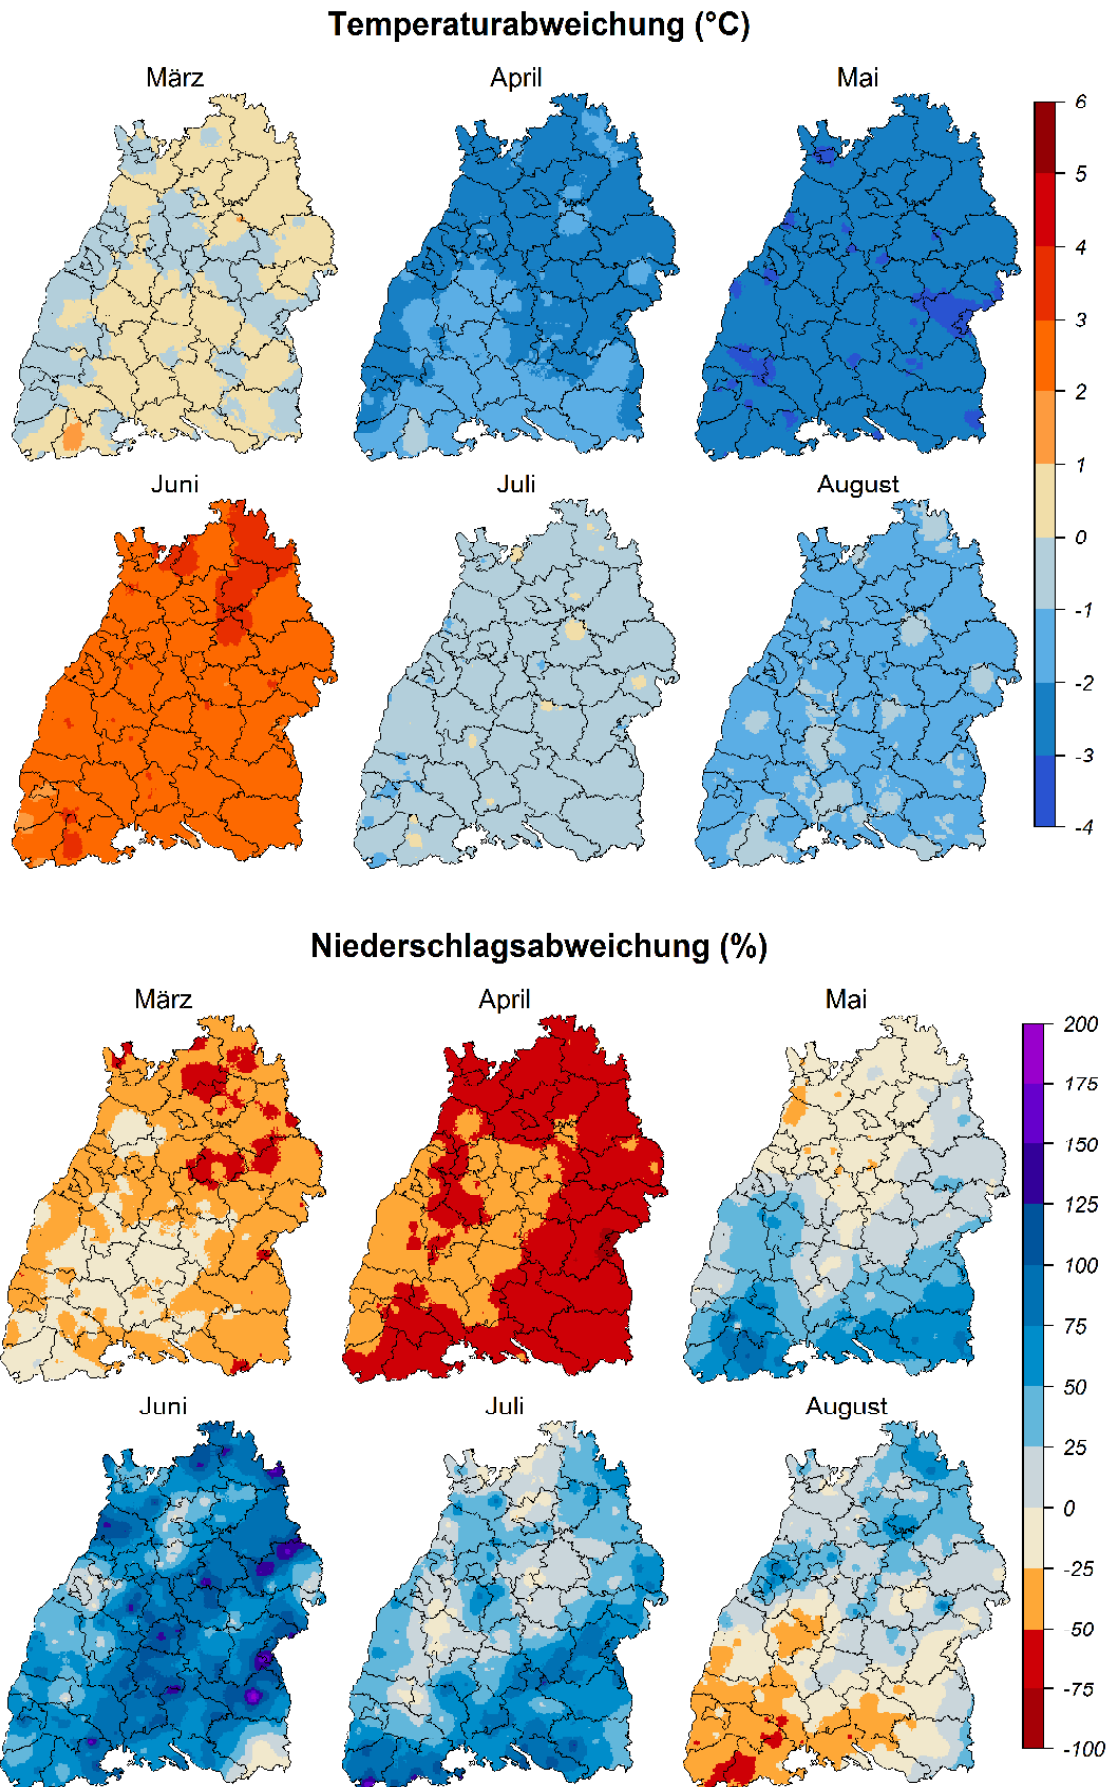 Temperaturabweichung (°C)
März
April
Mai
6
5
4
3
2
1
0
-1
-2
-3
-4
Juni
Juli
August
Niederschlagsabweichung (%)
März
April
Mai
200
175
150
125
100
75
50
25
0
-25
-50
-75
-100
Juni
Juli
August